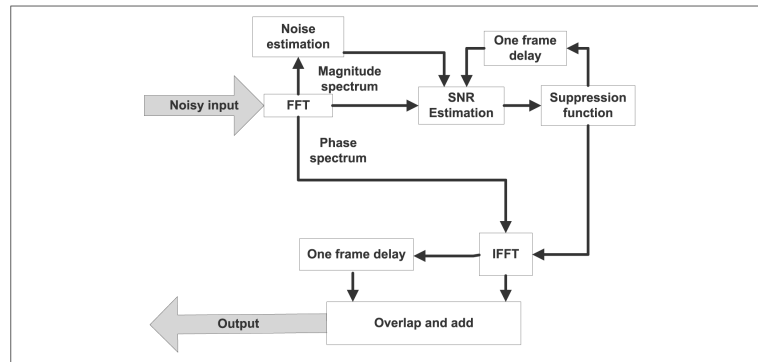 Noise
estimation
One frame
delay
Magnitude
spectrum
Noisy input
FFT
SNR
Estimation
Suppression
function
Phase
spectrum
One frame delay
IFFT
Output
Overlap and add